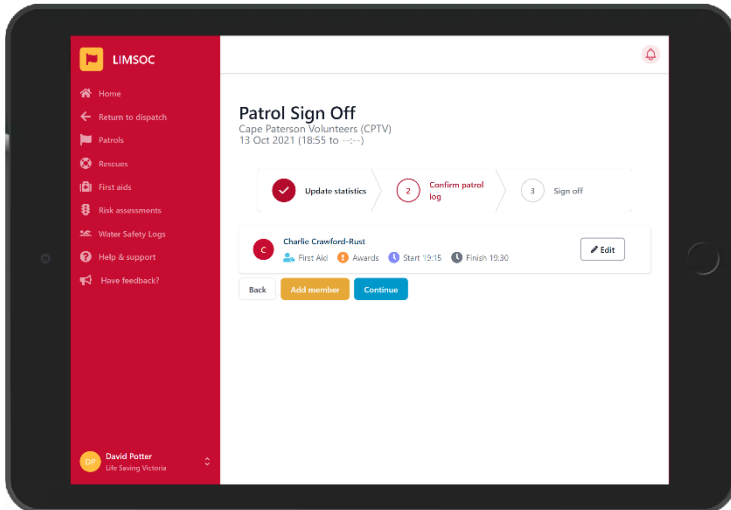 LIMSOC
Home
Return to dispatch
Patrols
Rescues
First aids
Risk assessments
Water Safety Logs
Help & support
Have feedback?
DP
David Potter
Life Saving Victoria
Patrol Sign Off
Cape Paterson Volunteers (CPTV)
13 Oct 2021 (18:55 to --:--)
Update statistics
2
Confirm patrol
log
3
Sign off
C
Charlie Crawford-Rust
First Aid
Awards
Start 19:15
Finish 19:30
Edit
Back
Add member
Continue